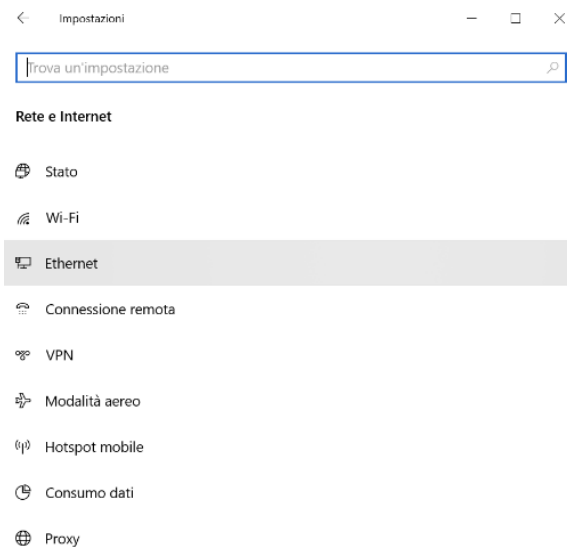 Impostazioni
Trova un'impostazione
Rete e Internet
Stato
Wi-Fi
Ethernet
Connessione remota
VPN
Modalità aereo
Hotspot mobile
Consumo dati
Proxy